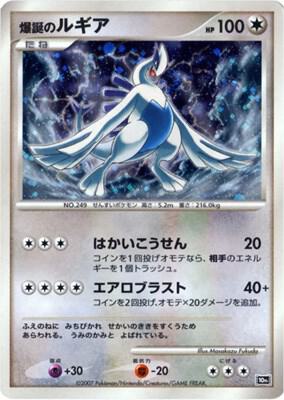 爆誕のルギア HP 100
たね
NO.249 せんすいポケモン 高さ：5.2m 重さ：216.0kg
はかいこうせん 20
コインを1回投げオモテなら、相手のエネル
ギーを1個トラッシュ。
エアロブラスト 40+
コインを2回投げ、オモテ×20ダメージを追加。
ふえのねに みちびかれ せかいのききをすくうため
あらわれる。うみのかみ と よばれている。
Illus.Masakazu Fukuda
弱点 +30 抵抗力 -20 にげる
©2007 Pokémon/Nintendo/Creatures/GAME FREAK.
10th